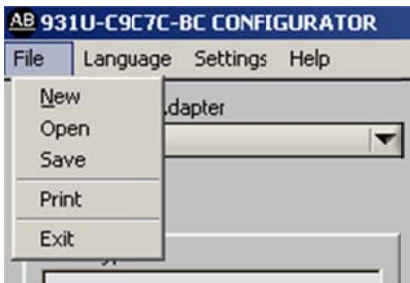 AB 931U-C9C7C-BC CONFIGURATOR
File Language Settings Help
New
Open
Save
Print
Exit